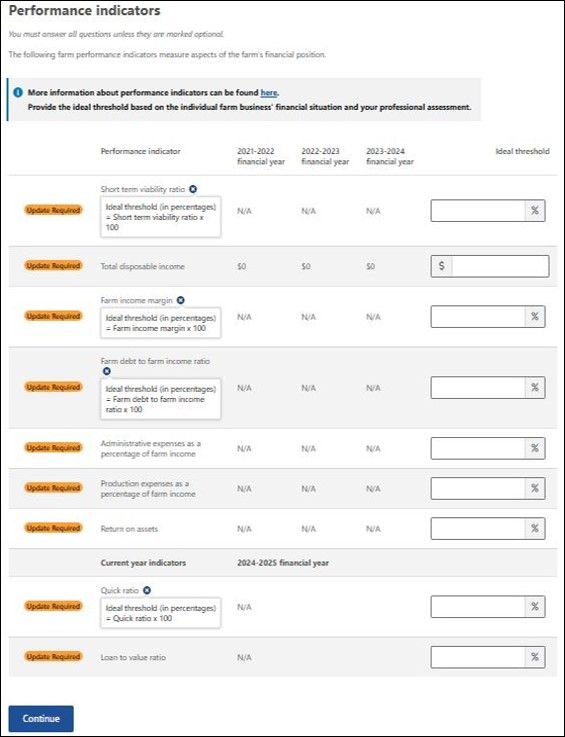 Performance indicators
You must answer all questions unless they are marked optional.
The following farm performance indicators measure aspects of the farm's financial position.
More information about performance indicators can be found here.
Provide the ideal threshold based on the individual farm business' financial situation and your professional assessment.
Performance indicator 2021-2022 financial year 2022-2023 financial year 2023-2024 financial year Ideal threshold
Short term viability ratio
Update Required Ideal threshold (in percentages) N/A N/A N/A %
= Short term viability ratio x
100
Update Required Total disposable income $0 $0 $0 $
Farm income margin
Update Required Ideal threshold (in percentages) N/A N/A N/A %
= Farm income margin x 100
Farm debt to farm income ratio
Update Required Ideal threshold (in percentages) N/A N/A N/A %
= Farm debt to farm income
ratio x 100
Update Required Administrative expenses as a N/A N/A N/A %
percentage of farm income
Update Required Production expenses as a N/A N/A N/A %
percentage of farm income
Update Required Return on assets N/A N/A N/A %
Current year indicators 2024-2025 financial year
Quick ratio
Update Required Ideal threshold (in percentages) N/A %
= Quick ratio x 100
Update Required Loan to value ratio N/A %
Continue